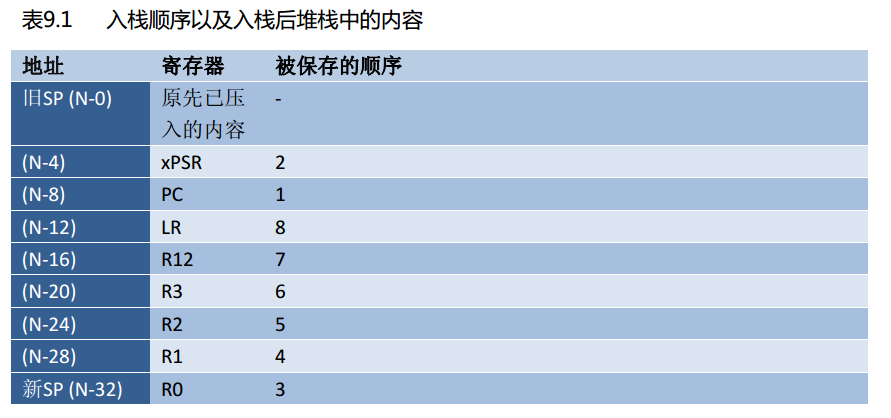 表9.1 入栈顺序以及入栈后堆栈中的内容
地址 寄存器 被保存的顺序
旧SP (N-0) 原先已压 -
入的内容
(N-4) xPSR 2
(N-8) PC 1
(N-12) LR 8
(N-16) R12 7
(N-20) R3 6
(N-24) R2 5
(N-28) R1 4
新SP (N-32) R0 3